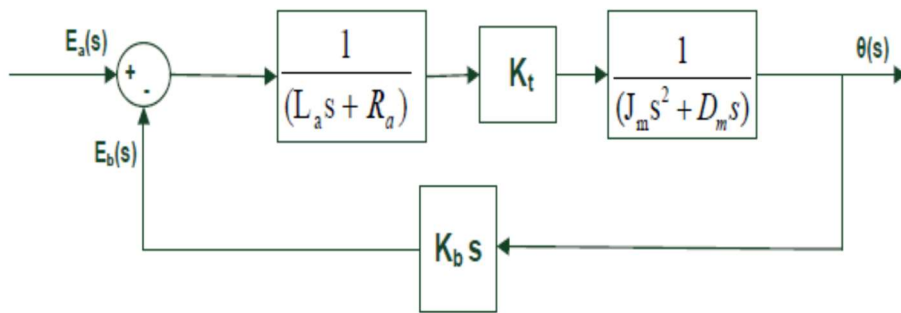 Eₐ(s)
+
-
E_b(s)
1
(Lₐs + Rₐ)
Kₜ
1
(Jₘs² + Dₘs)
θ(s)
K_b s